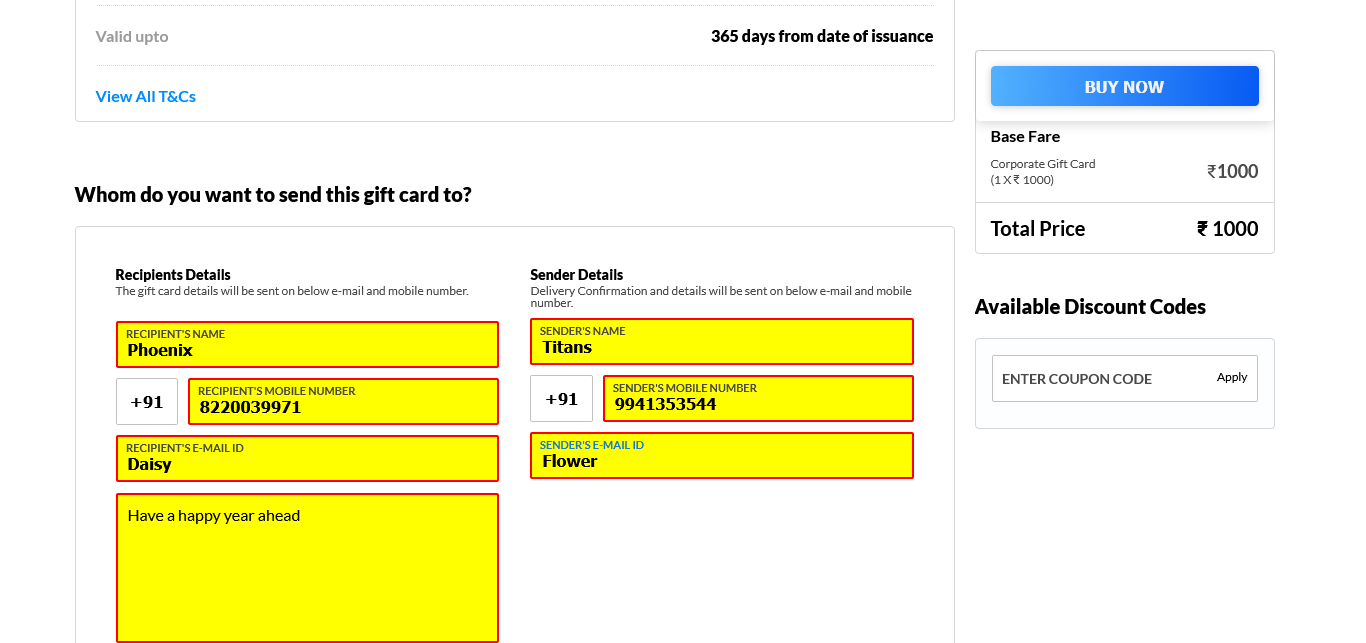 Valid upto
365 days from date of issuance
View All T&Cs
Whom do you want to send this gift card to?
Recipients Details
The gift card details will be sent on below e-mail and mobile number.
RECIPIENT'S NAME
Phoenix
+91
RECIPIENT'S MOBILE NUMBER
8220039971
RECIPIENT'S E-MAIL ID
Daisy
Have a happy year ahead
Sender Details
Delivery Confirmation and details will be sent on below e-mail and mobile
number.
SENDER'S NAME
Titans
+91
SENDER'S MOBILE NUMBER
9941353544
SENDER'S E-MAIL ID
Flower
BUY NOW
Base Fare
Corporate Gift Card
(1 X ₹ 1000)
₹1000
Total Price
₹ 1000
Available Discount Codes
ENTER COUPON CODE
Apply